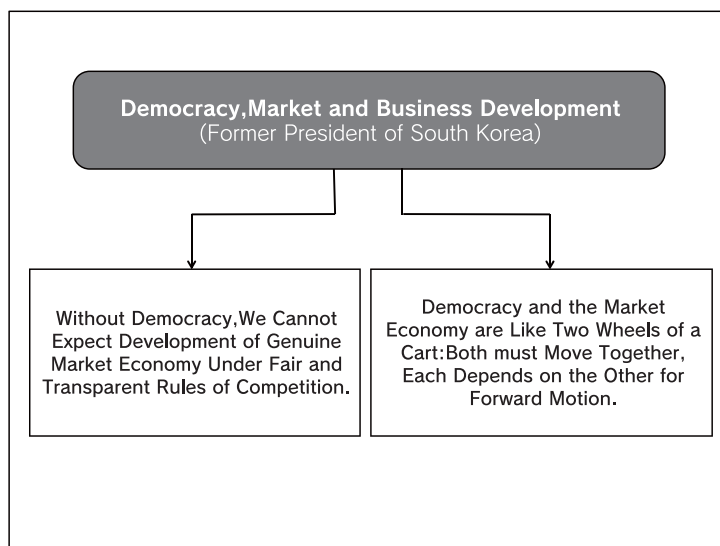 Democracy,Market and Business Development
(Former President of South Korea)
Without Democracy,We Cannot
Expect Development of Genuine
Market Economy Under Fair and
Transparent Rules of Competition.
Democracy and the Market
Economy are Like Two Wheels of a
Cart:Both must Move Together,
Each Depends on the Other for
Forward Motion.